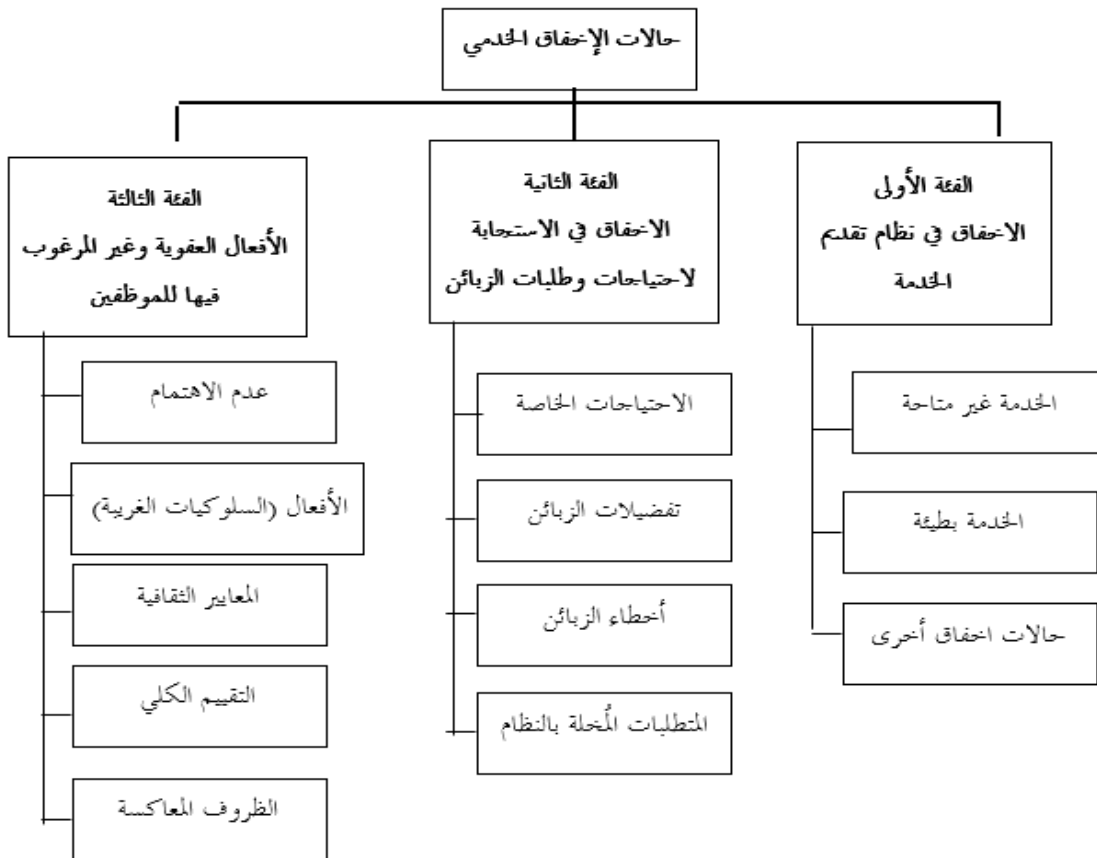 حالات الإخفاق الخدمي
الفئة الأولى
الاخفاق في نظام تقديم
الخدمة
الخدمة غير متاحة
الخدمة بطيئة
حالات اخفاق أخرى
الفئة الثانية
الاخفاق في الاستجابة
لاحتياجات وطلبات الزبائن
الاحتياجات الخاصة
تفضيلات الزبائن
أخطاء الزبائن
المتطلبات المُخلة بالنظام
الفئة الثالثة
الأفعال العفوية وغير المرغوب
فيها للموظفين
عدم الاهتمام
الأفعال (السلوكيات الغريبة)
المعايير الثقافية
التقييم الكلي
الظروف المعاكسة